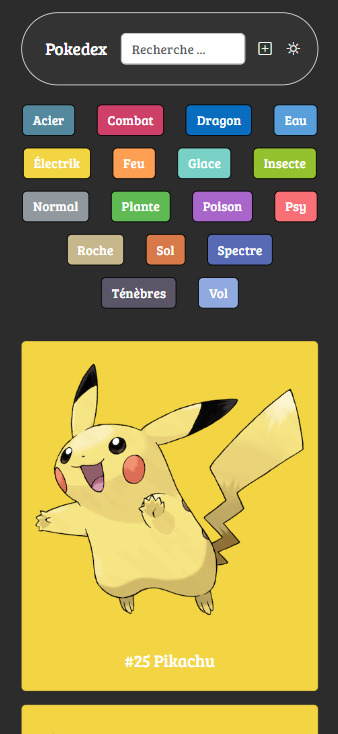 Pokedex Recherche ...
Acier Combat Dragon Eau
Électrik Feu Glace Insecte
Normal Plante Poison Psy
Roche Sol Spectre
Ténèbres Vol
#25 Pikachu